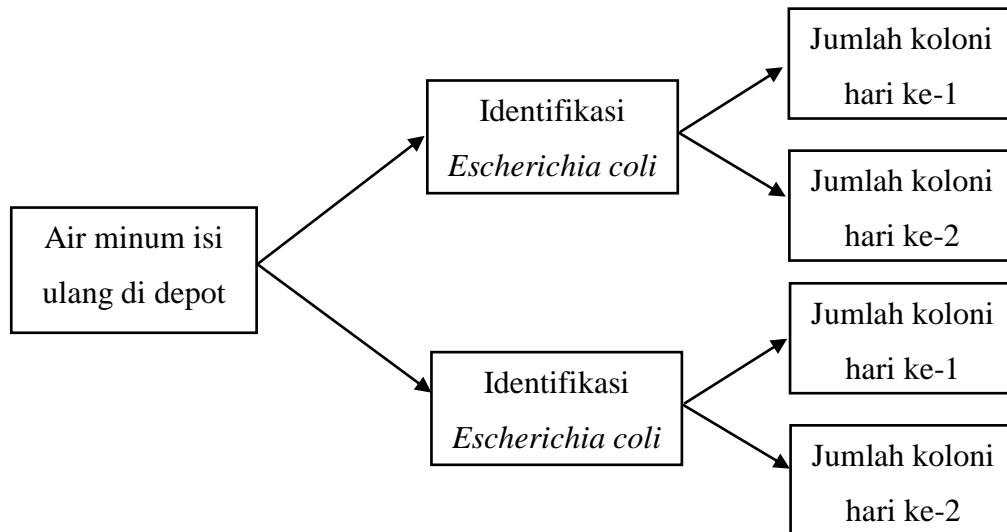 Air minum isi
ulang di depot
Identifikasi
Escherichia coli
Jumlah koloni
hari ke-1
Jumlah koloni
hari ke-2
Identifikasi
Escherichia coli
Jumlah koloni
hari ke-1
Jumlah koloni
hari ke-2